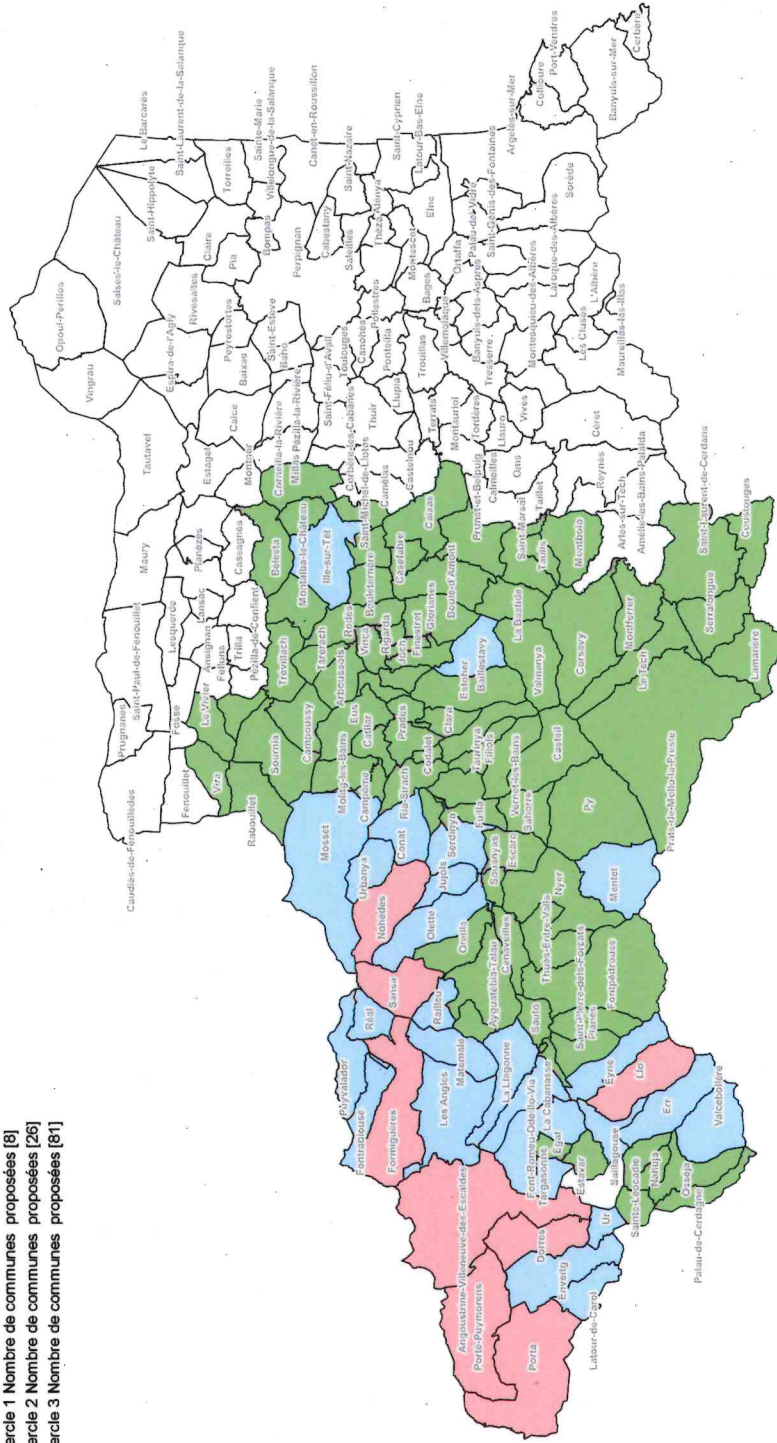 ercle 1 Nombre de communes proposées [8]
ercle 2 Nombre de communes proposées [26]
ercle 3 Nombre de communes proposées [81]
Le Barcarès
Saint-Laurent-de-la-Salanque
Saint-Hippolyte
Salses-le-Château
Opoul-Périllos
Vingrau
Torreilles
Sainte-Marie
Villelongue-de-la-Salanque
Canet-en-Roussillon
Claira
Pia
Bompas
Perpignan
Rivesaltes
Espira-de-l'Agly
Peyrestortes
Baixas
Saint-Estève
Baho
Cabestany
Saleilles
Saint-Nazaire
Théza
Alénya
Saint-Cyprien
Latour-Bas-Elne
Elne
Montescot
Bages
Argelès-sur-Mer
Collioure
Port-Vendres
Banyuls-sur-Mer
Cerbère
Ortaffa
Palau-del-Vidre
Saint-Génis-des-Fontaines
Sorède
Laroque-des-Albères
Montesquieu-des-Albères
L'Albère
Les Cluses
Maureillas-las-Illas
Villemolaque
Banyuls-dels-Aspres
Tresserre
Trouillas
Pollestres
Ponteilla
Canohès
Toulouges
Saint-Féliu-d'Avall
Thuir
Llupia
Terrats
Castelnou
Camélas
Corbère-les-Cabanes
Saint-Michel-de-Llotes
Pézilla-la-Rivière
Millas
Corneilla-la-Rivière
Calce
Montner
Estagel
Tautavel
Maury
Planèzes
Cassagnes
Lansac
Lesquerde
Saint-Paul-de-Fenouillet
Ansignan
Trilla
Felluns
Pézilla-de-Conflent
Prugnanes
Fosse
Le Vivier
Caudiès-de-Fenouillèdes
Fenouillet
Vira
Rabouillet
Sournia
Campoussy
Trévillach
Tarerach
Arboussols
Bélesta
Montalba-le-Château
Ille-sur-Têt
Bouleternère
Rodès
Vinça
Rigarda
Joch
Finestret
Glorianes
Casefabre
Boule-d'Amont
Caixas
Prunet-et-Belpuig
Calmeilles
Montauriol
Tordères
Llauro
Vives
Oms
Saint-Marsal
Taillet
Taulis
Céret
Reynès
Amélie-les-Bains-Palalda
Arles-sur-Tech
Montbolo
La Bastide
Corsavy
Montferrer
Le Tech
Serralongue
Saint-Laurent-de-Cerdans
Coustouges
Lamanère
Prats-de-Mollo-la-Preste
Valmanya
Baillestavy
Estoher
Clara
Prades
Codalet
Eus
Catllar
Molitg-les-Bains
Campôme
Ria-Sirach
Taurinya
Fillols
Casteil
Vernet-les-Bains
Sahorre
Fuilla
Py
Mantet
Escaro
Souanyas
Serdinya
Jujols
Conat
Urbanya
Mosset
Nohèdes
Olette
Oreilla
Nyer
Thuès-Entre-Valls
Canaveilles
Ayguatébia-Talau
Sansa
Railleu
Réal
Puyvalador
Fontrabiouse
Formiguères
Matemale
Les Angles
La Llagonne
Sauto
Fontpédrouse
Saint-Pierre-dels-Forcats
Planès
La Cabanasse
Font-Romeu-Odeillo-Via
Egat
Targasonne
Estavar
Saillagouse
Eyne
Llo
Err
Valcebollère
Osséja
Nahuja
Sainte-Léocadie
Palau-de-Cerdagne
Ur
Dorres
Enveitg
Latour-de-Carol
Angoustrine-Villeneuve-des-Escaldes
Porté-Puymorens
Porta